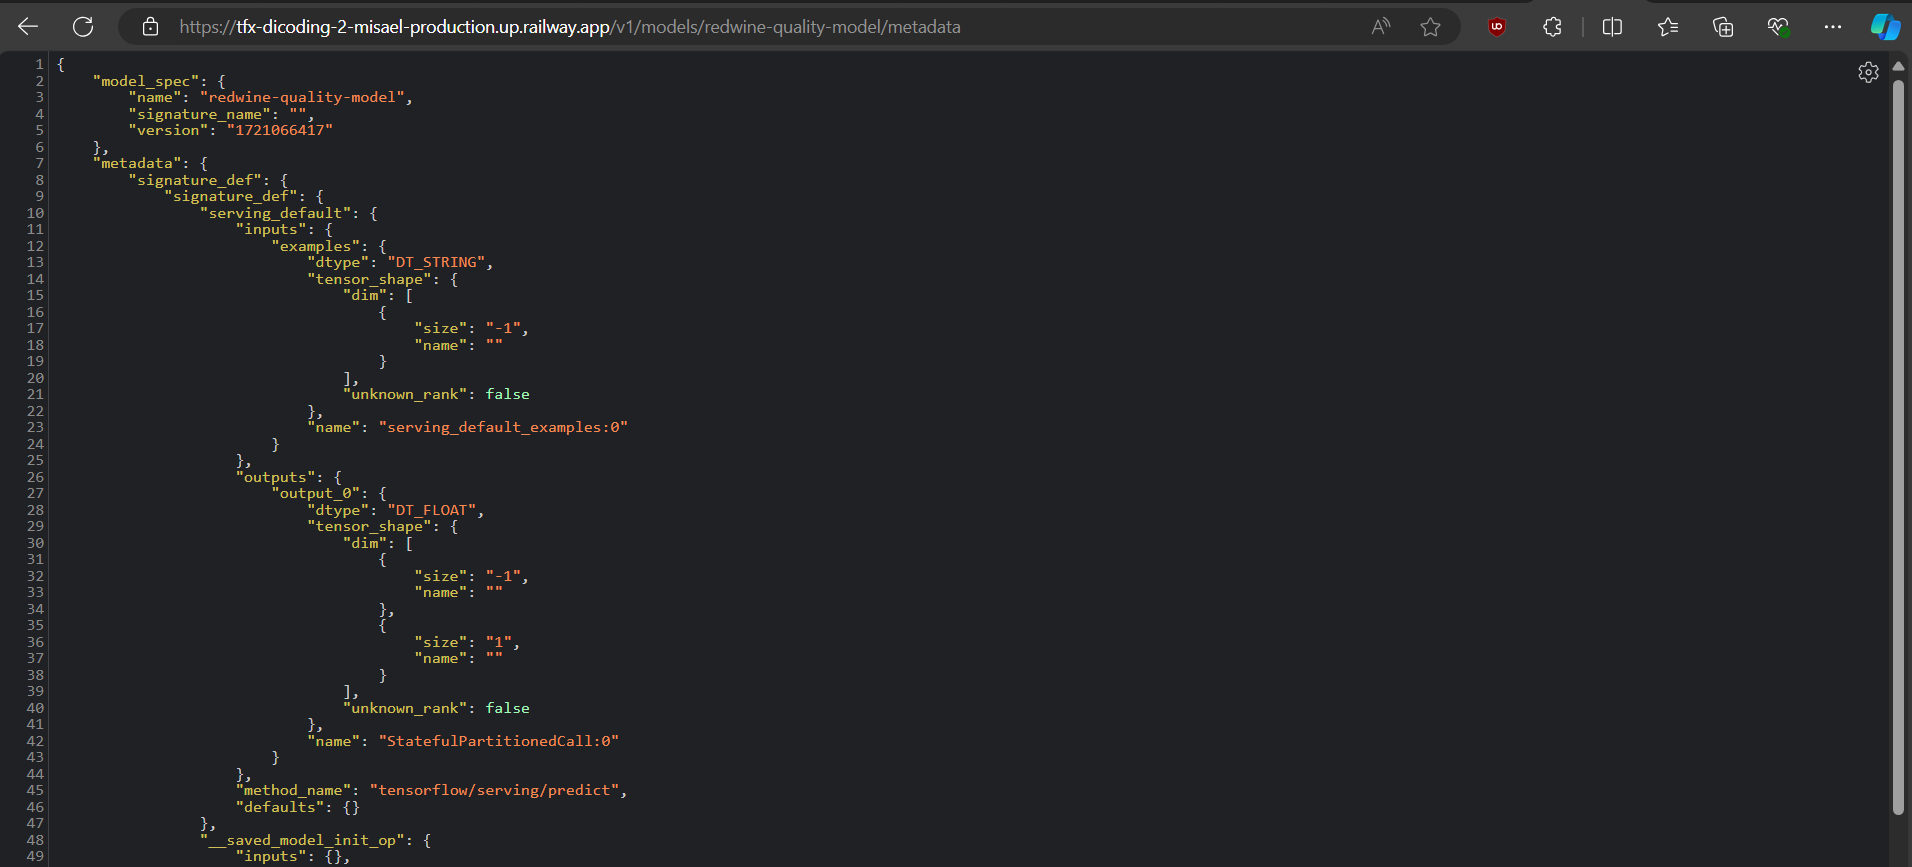 https://tfx-dicoding-2-misael-production.up.railway.app/v1/models/redwine-quality-model/metadata
1 {
2     "model_spec": {
3         "name": "redwine-quality-model",
4         "signature_name": "",
5         "version": "1721066417"
6     },
7     "metadata": {
8         "signature_def": {
9             "signature_def": {
10                 "serving_default": {
11                     "inputs": {
12                         "examples": {
13                             "dtype": "DT_STRING",
14                             "tensor_shape": {
15                                 "dim": [
16                                     {
17                                         "size": "-1",
18                                         "name": ""
19                                     }
20                                 ],
21                                 "unknown_rank": false
22                             },
23                             "name": "serving_default_examples:0"
24                         }
25                     },
26                     "outputs": {
27                         "output_0": {
28                             "dtype": "DT_FLOAT",
29                             "tensor_shape": {
30                                 "dim": [
31                                     {
32                                         "size": "-1",
33                                         "name": ""
34                                     },
35                                     {
36                                         "size": "1",
37                                         "name": ""
38                                     }
39                                 ],
40                                 "unknown_rank": false
41                             },
42                             "name": "StatefulPartitionedCall:0"
43                         }
44                     },
45                     "method_name": "tensorflow/serving/predict",
46                     "defaults": {}
47                 },
48                 "__saved_model_init_op": {
49                     "inputs": {},